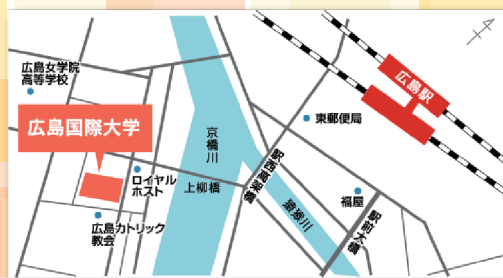 広島女学院
高等学校
広島国際大学
ロイヤル
ホスト
広島カトリック
教会
京橋川
上柳橋
駅西高架橋
猿猴川
東郵便局
広島駅
福屋
駅前大橋